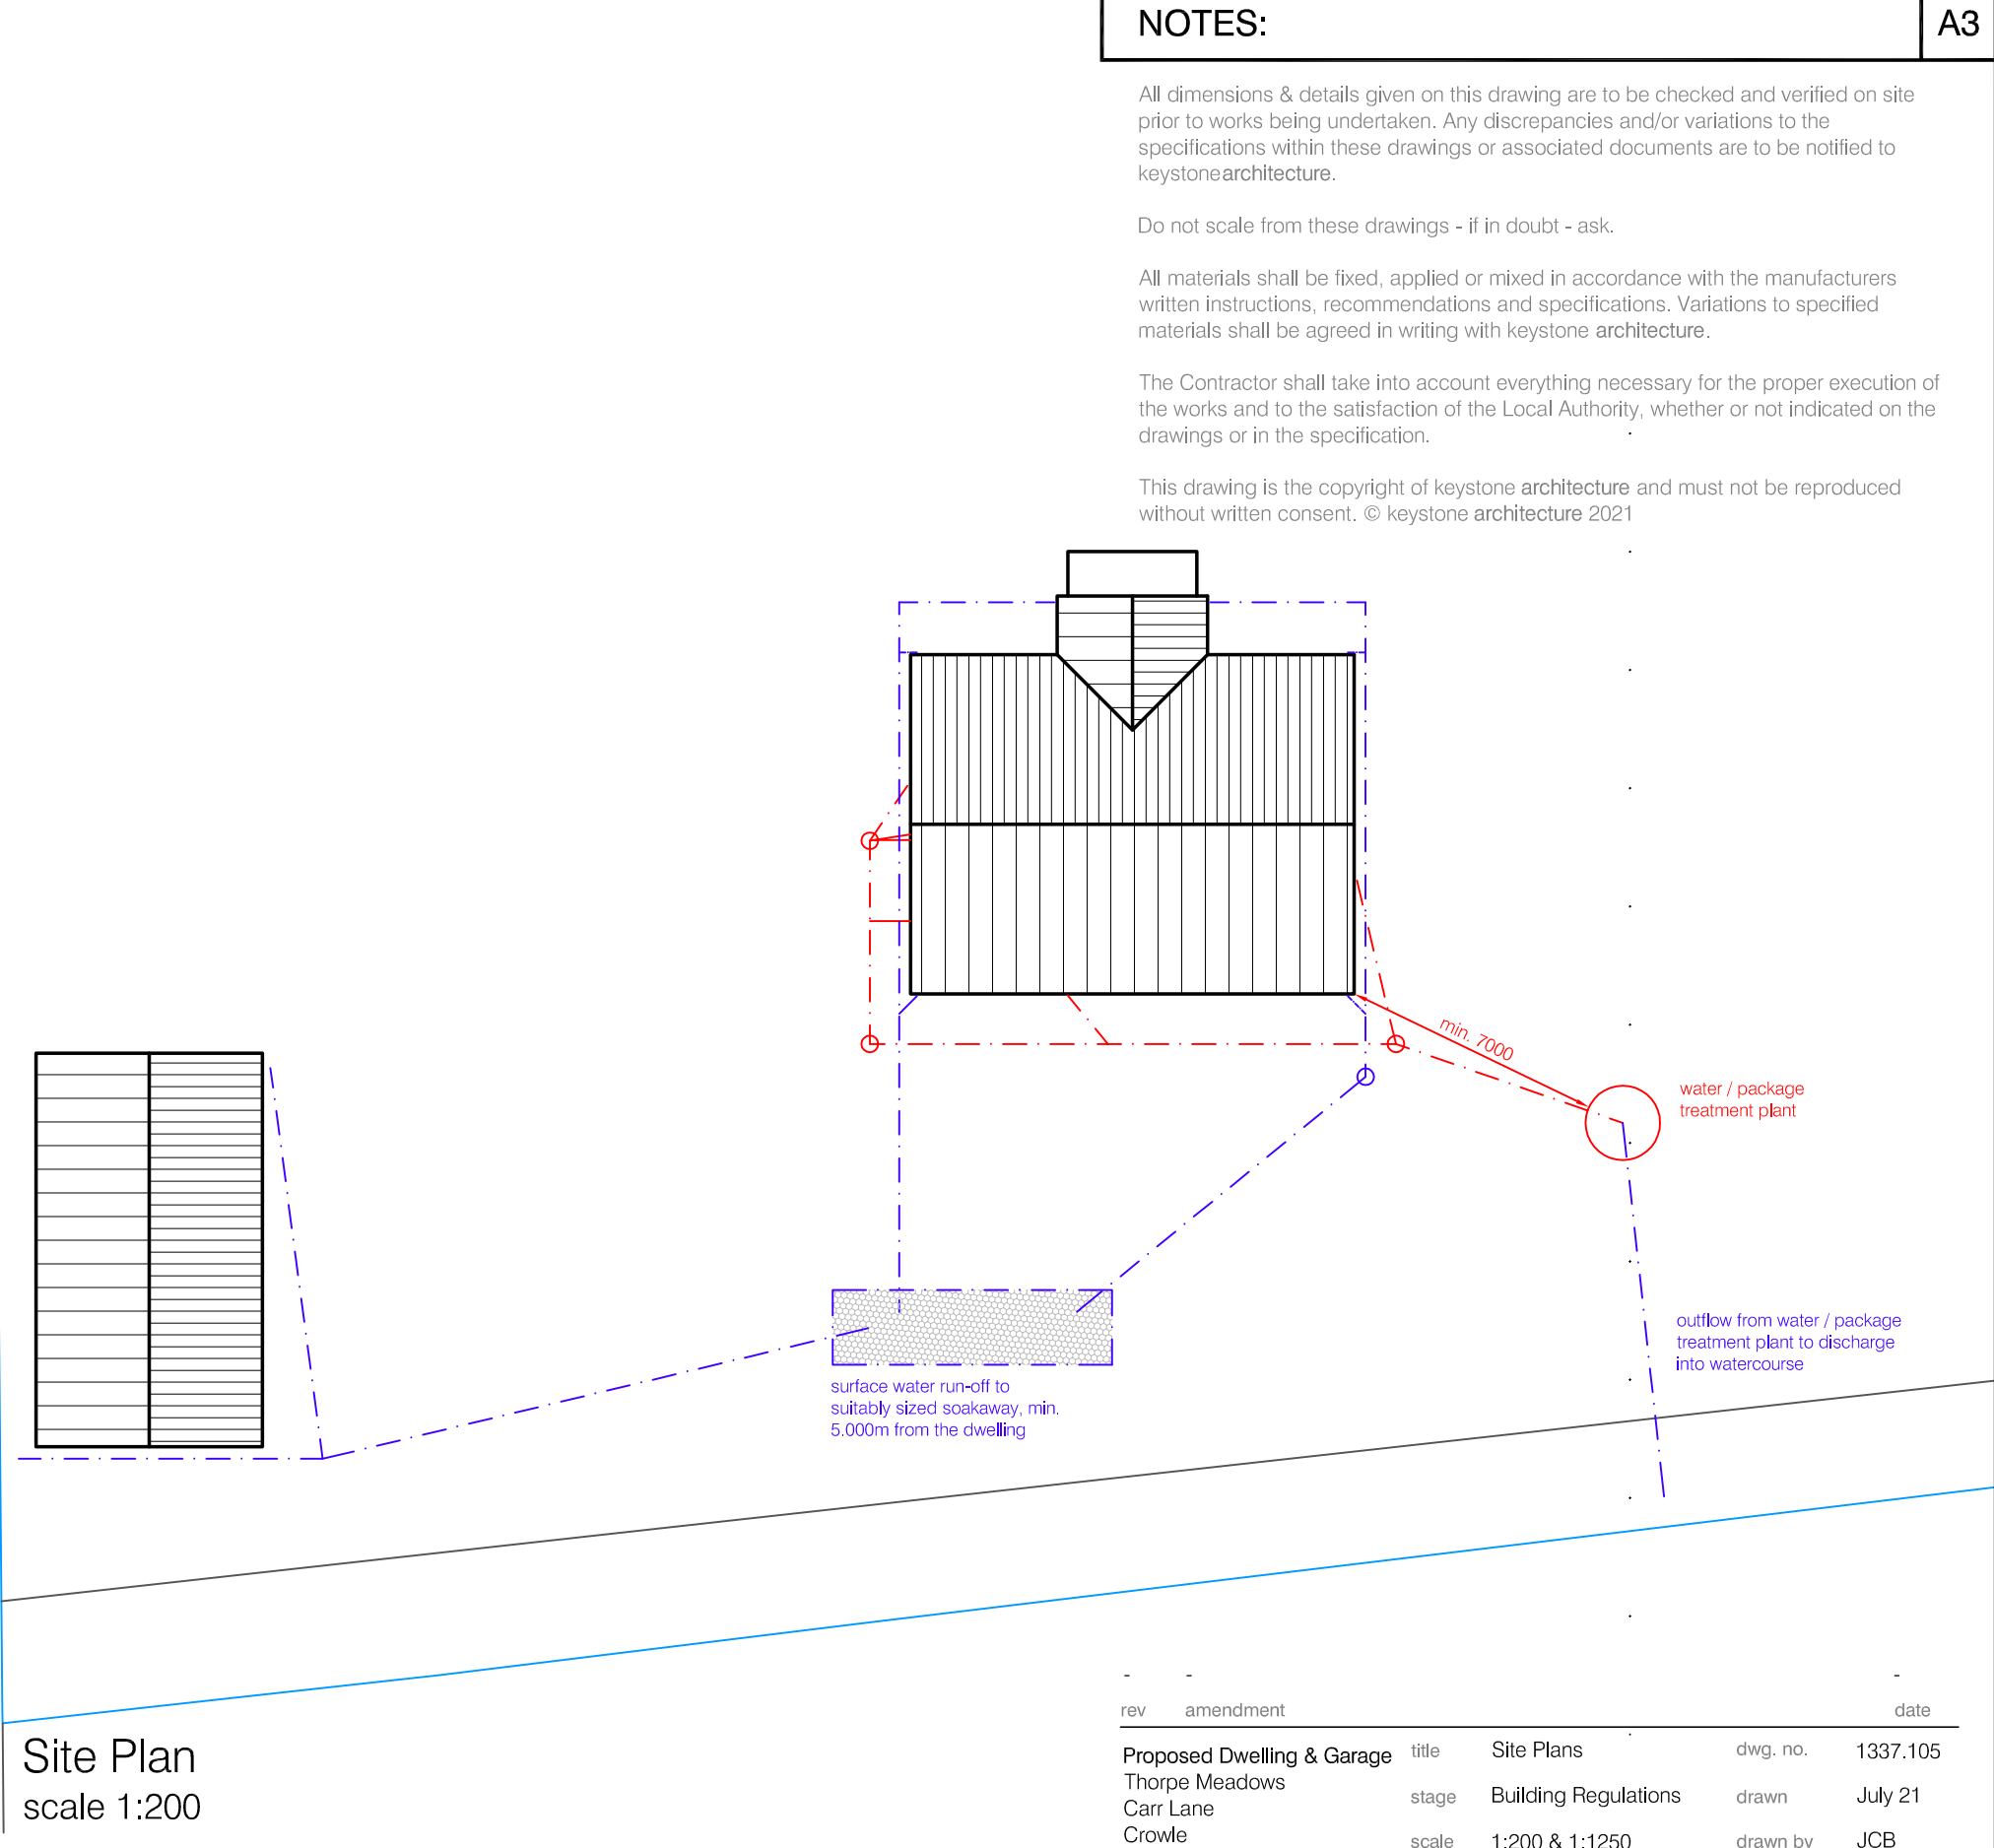 NOTES:
A3
All dimensions & details given on this drawing are to be checked and verified on site
prior to works being undertaken. Any discrepancies and/or variations to the
specifications within these drawings or associated documents are to be notified to
keystonearchitecture.
Do not scale from these drawings - if in doubt - ask.
All materials shall be fixed, applied or mixed in accordance with the manufacturers
written instructions, recommendations and specifications. Variations to specified
materials shall be agreed in writing with keystone architecture.
The Contractor shall take into account everything necessary for the proper execution of
the works and to the satisfaction of the Local Authority, whether or not indicated on the
drawings or in the specification.
This drawing is the copyright of keystone architecture and must not be reproduced
without written consent. © keystone architecture 2021
min. 7000
water / package
treatment plant
outflow from water / package
treatment plant to discharge
into watercourse
surface water run-off to
suitably sized soakaway, min.
5.000m from the dwelling
Site Plan
scale 1:200
- - -
rev amendment date
Proposed Dwelling & Garage
Thorpe Meadows
Carr Lane
Crowle
title Site Plans dwg. no. 1337.105
stage Building Regulations drawn July 21
scale 1:200 & 1:1250 drawn by JCB